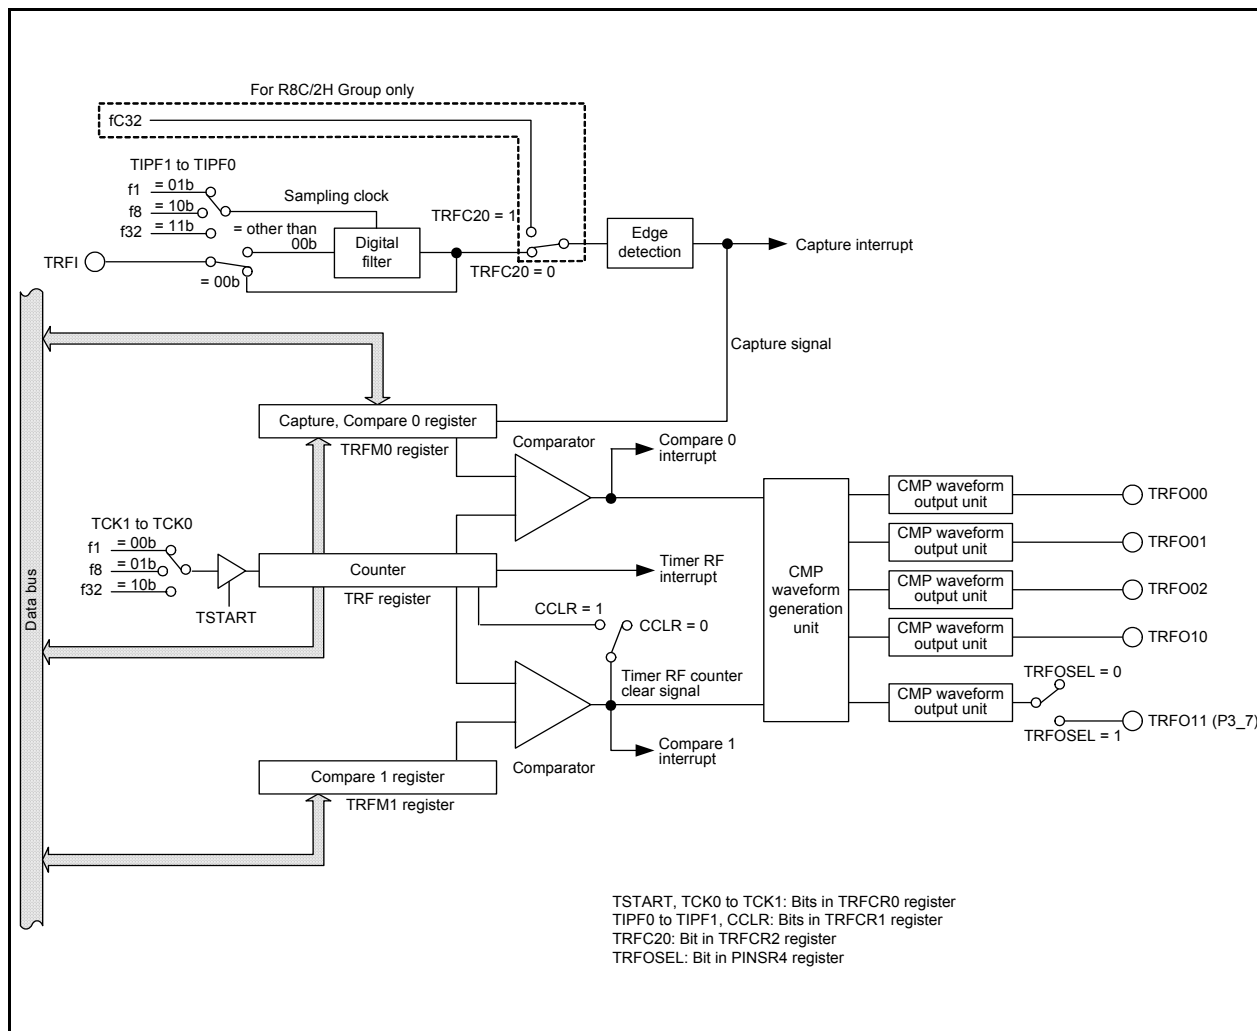 For R8C/2H Group only
fC32
TIPF1 to TIPF0
f1
= 01b
f8
= 10b
f32
= 11b
Sampling clock
= other than
00b
TRFI
= 00b
Digital
filter
TRFC20 = 1
TRFC20 = 0
Edge
detection
Capture interrupt
Capture signal
Data bus
Capture, Compare 0 register
TRFM0 register
Comparator
Compare 0
interrupt
TCK1 to TCK0
f1
= 00b
f8
= 01b
f32
= 10b
TSTART
Counter
TRF register
Timer RF
interrupt
CCLR = 1
CCLR = 0
Timer RF counter
clear signal
Compare 1
interrupt
Comparator
Compare 1 register
TRFM1 register
CMP
waveform
generation
unit
CMP waveform
output unit
TRFO00
CMP waveform
output unit
TRFO01
CMP waveform
output unit
TRFO02
CMP waveform
output unit
TRFO10
CMP waveform
output unit
TRFOSEL = 0
TRFOSEL = 1
TRFO11 (P3_7)
TSTART, TCK0 to TCK1: Bits in TRFCR0 register
TIPF0 to TIPF1, CCLR: Bits in TRFCR1 register
TRFC20: Bit in TRFCR2 register
TRFOSEL: Bit in PINSR4 register